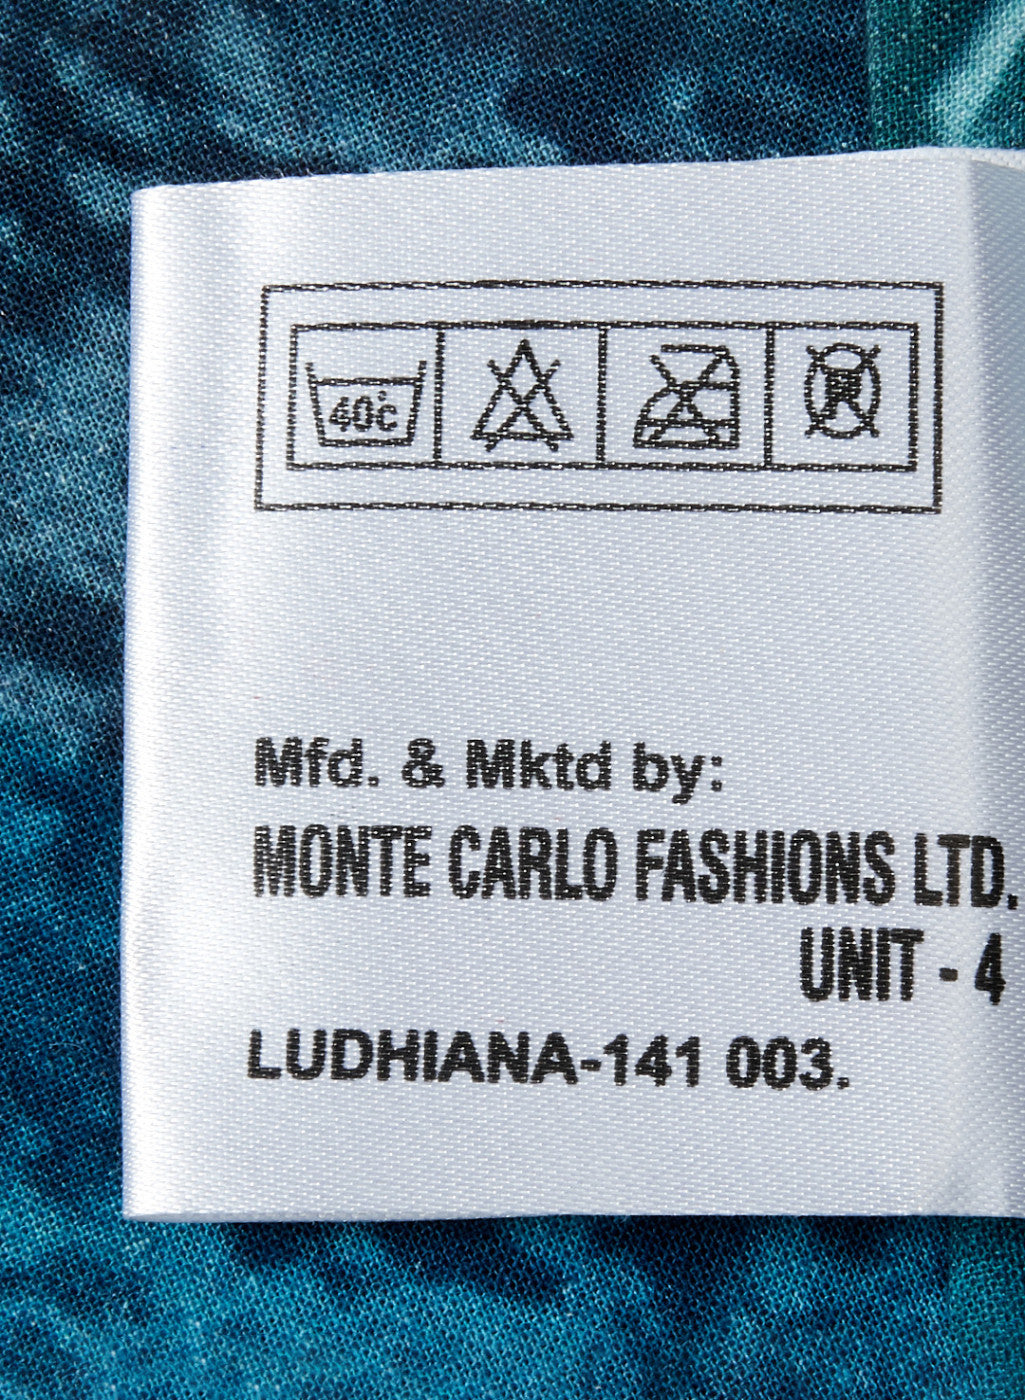 40°c
Mfd. & Mktd by:
MONTE CARLO FASHIONS LTD.
UNIT - 4
LUDHIANA-141 003.